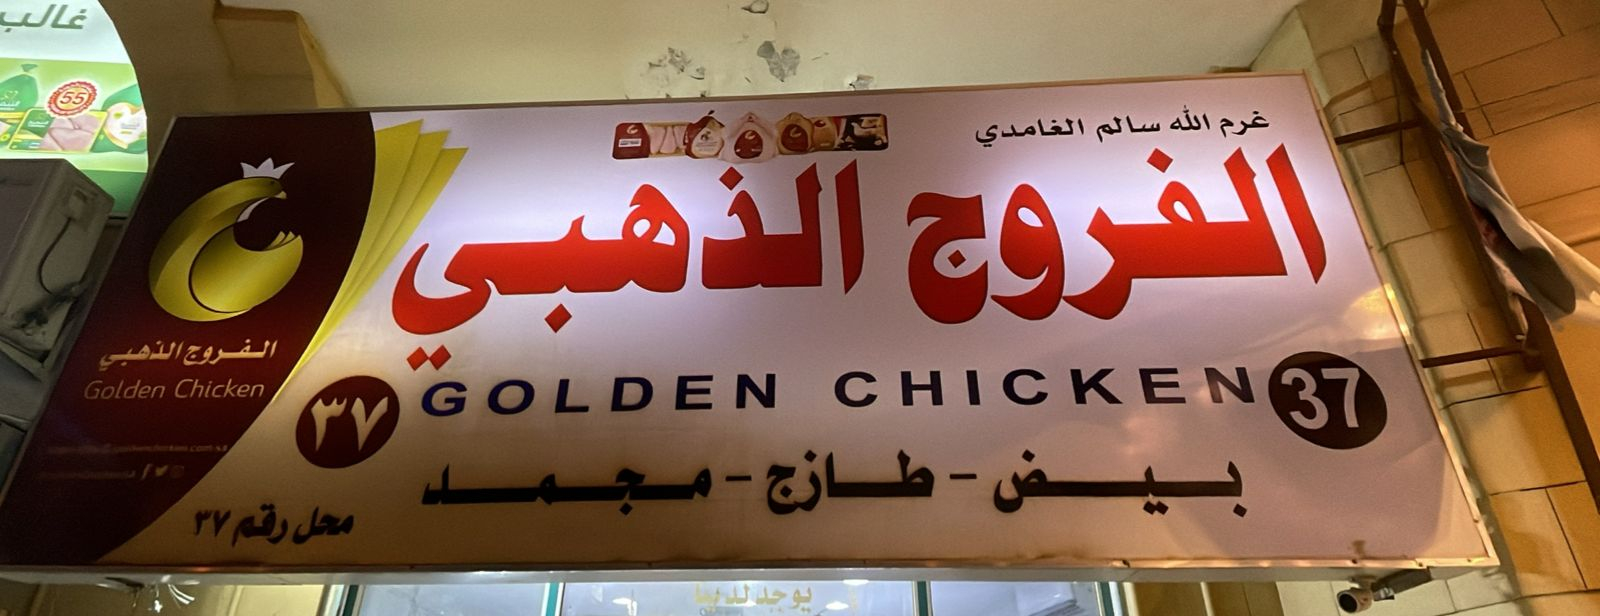 غالب
55
غرم الله سالم الغامدي
الفروج الذهبي
الفروج الذهبي
Golden Chicken
٣٧
GOLDEN CHICKEN
37
بيض - طازج - مجمد
محل رقم ٣٧
يوجد لدينا